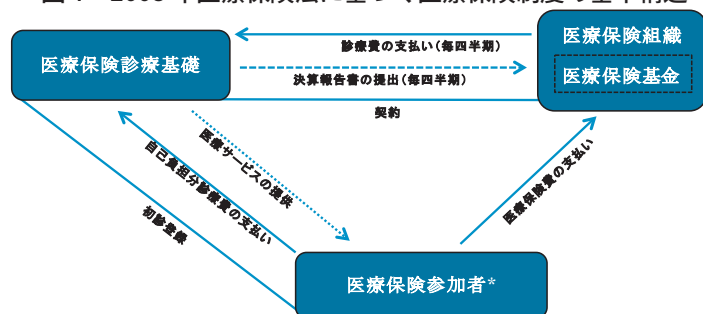 診療費の支払い（毎四半期）
医療保険組織
医療保険診療基礎
医療保険基金
決算報告書の提出（毎四半期）
契約
医療サービスの提供
自己負担分診療費の支払い
医療保険費の支払い
初診登録
医療保険参加者*